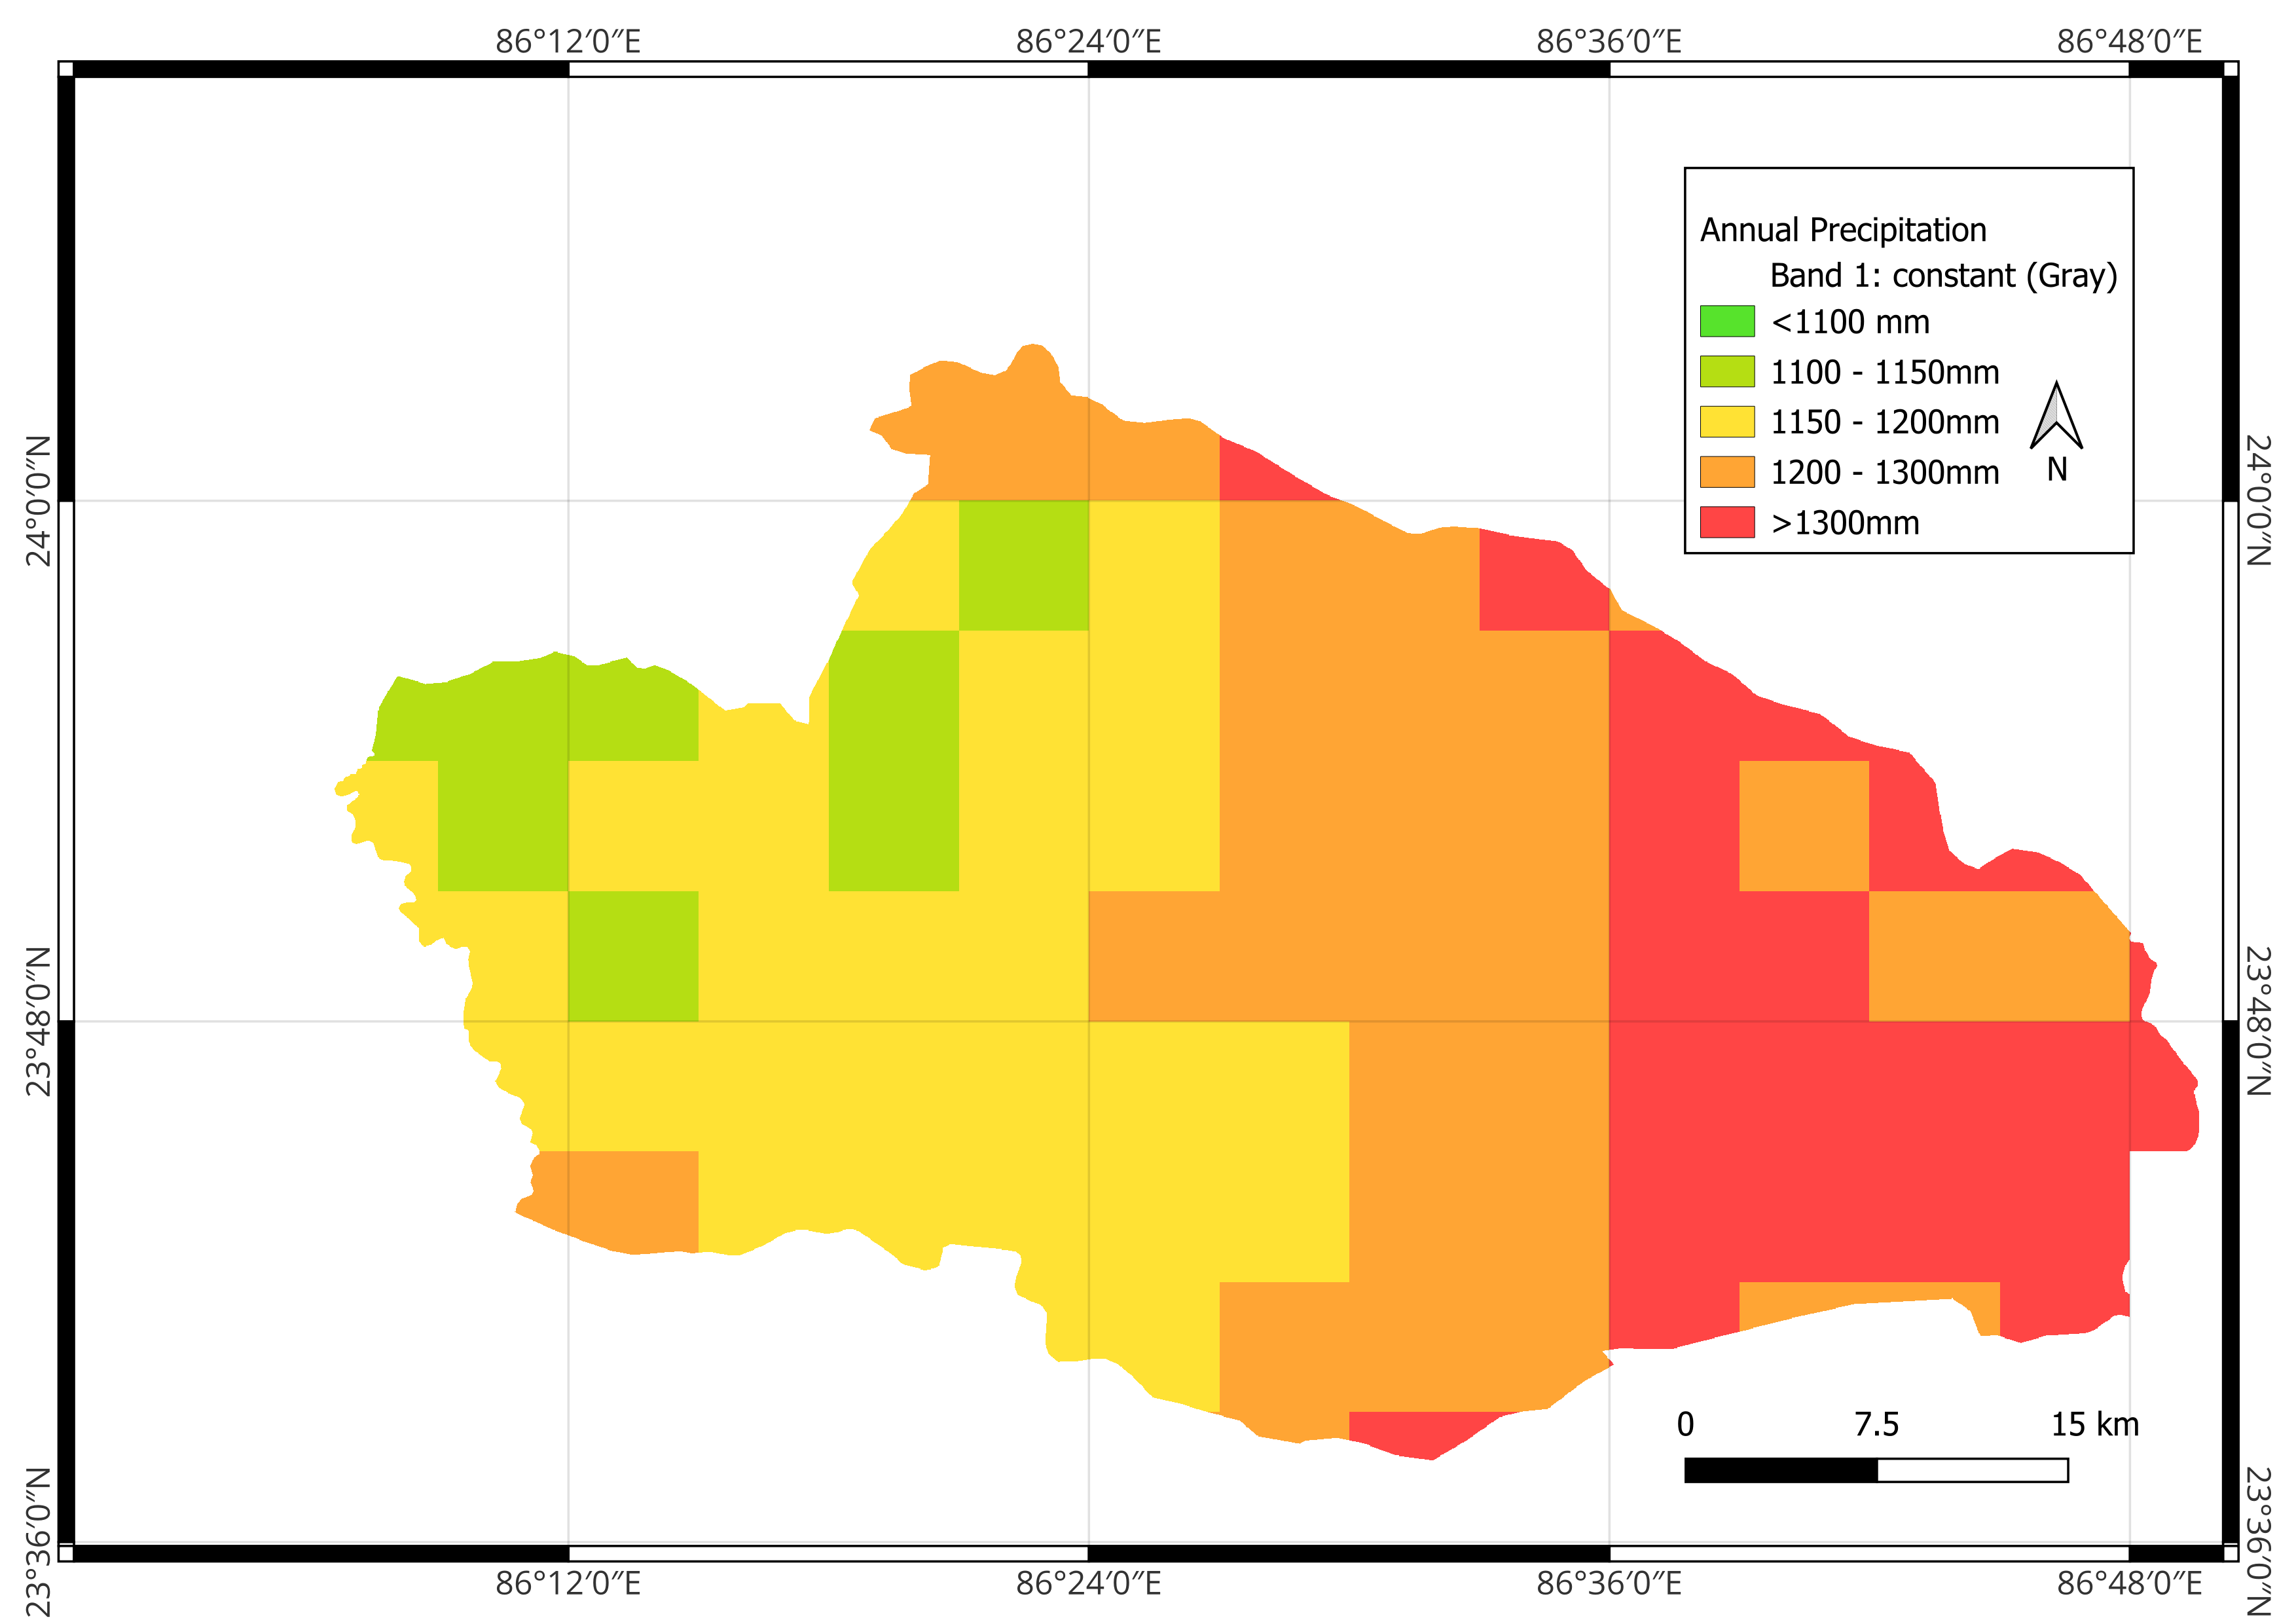 86°12′0″E 86°24′0″E 86°36′0″E 86°48′0″E
Annual Precipitation
Band 1: constant (Gray)
<1100 mm
1100 - 1150mm
1150 - 1200mm
1200 - 1300mm
>1300mm
N
24°0′0″N 24°0′0″N
23°48′0″N 23°48′0″N
0 7.5 15 km
23°36′0″N 23°36′0″N
86°12′0″E 86°24′0″E 86°36′0″E 86°48′0″E